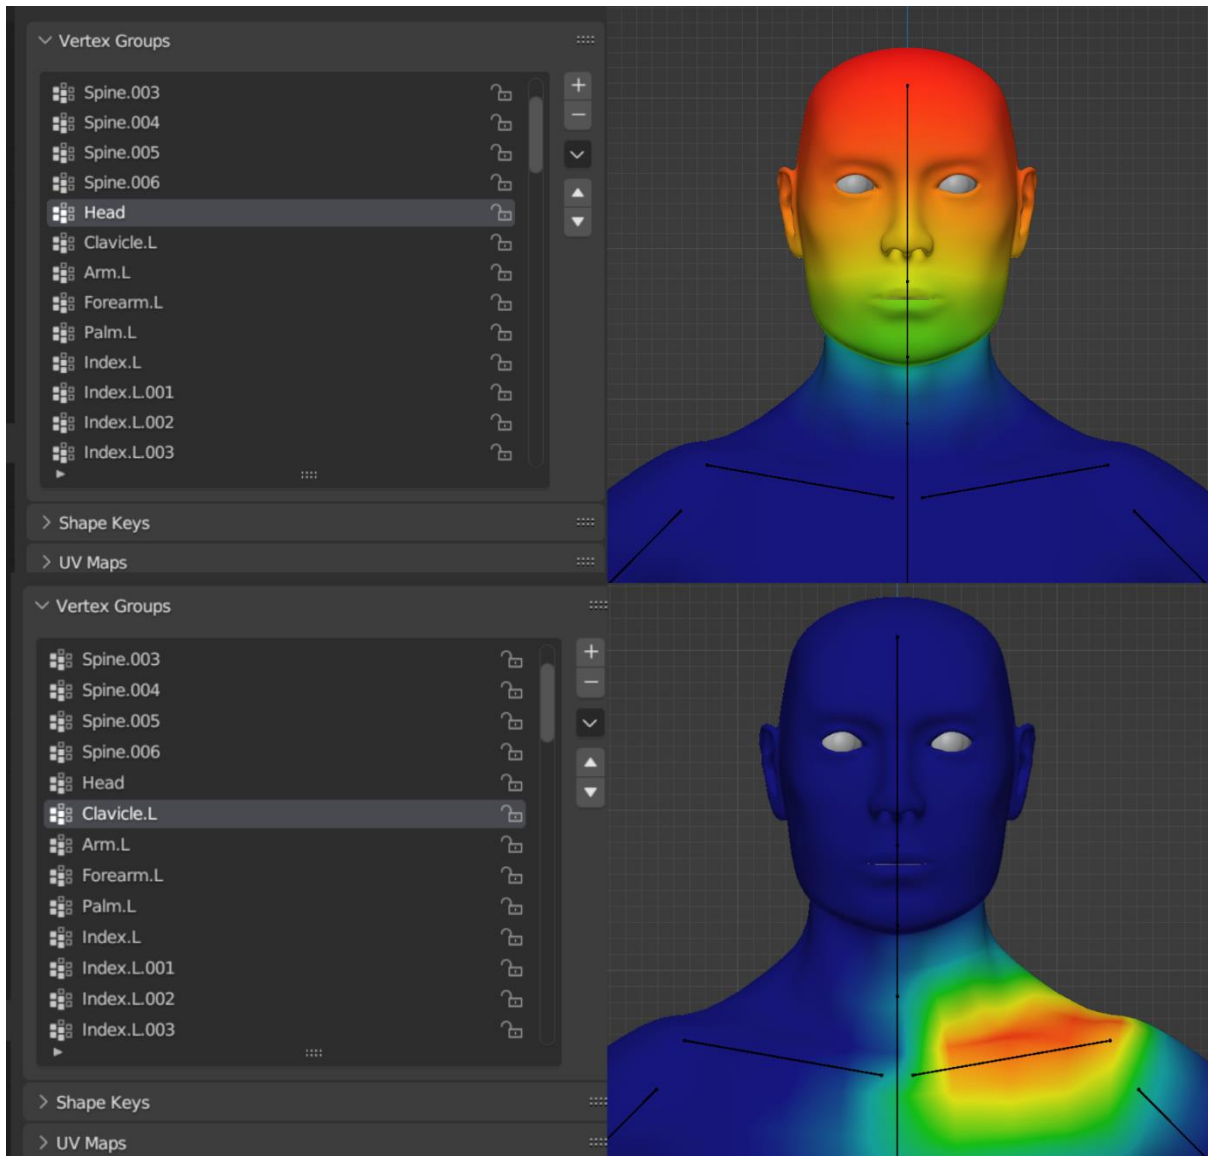 Vertex Groups
Spine.003
Spine.004
Spine.005
Spine.006
Head
Clavicle.L
Arm.L
Forearm.L
Palm.L
Index.L
Index.L.001
Index.L.002
Index.L.003
Shape Keys
UV Maps
Vertex Groups
Spine.003
Spine.004
Spine.005
Spine.006
Head
Clavicle.L
Arm.L
Forearm.L
Palm.L
Index.L
Index.L.001
Index.L.002
Index.L.003
Shape Keys
UV Maps